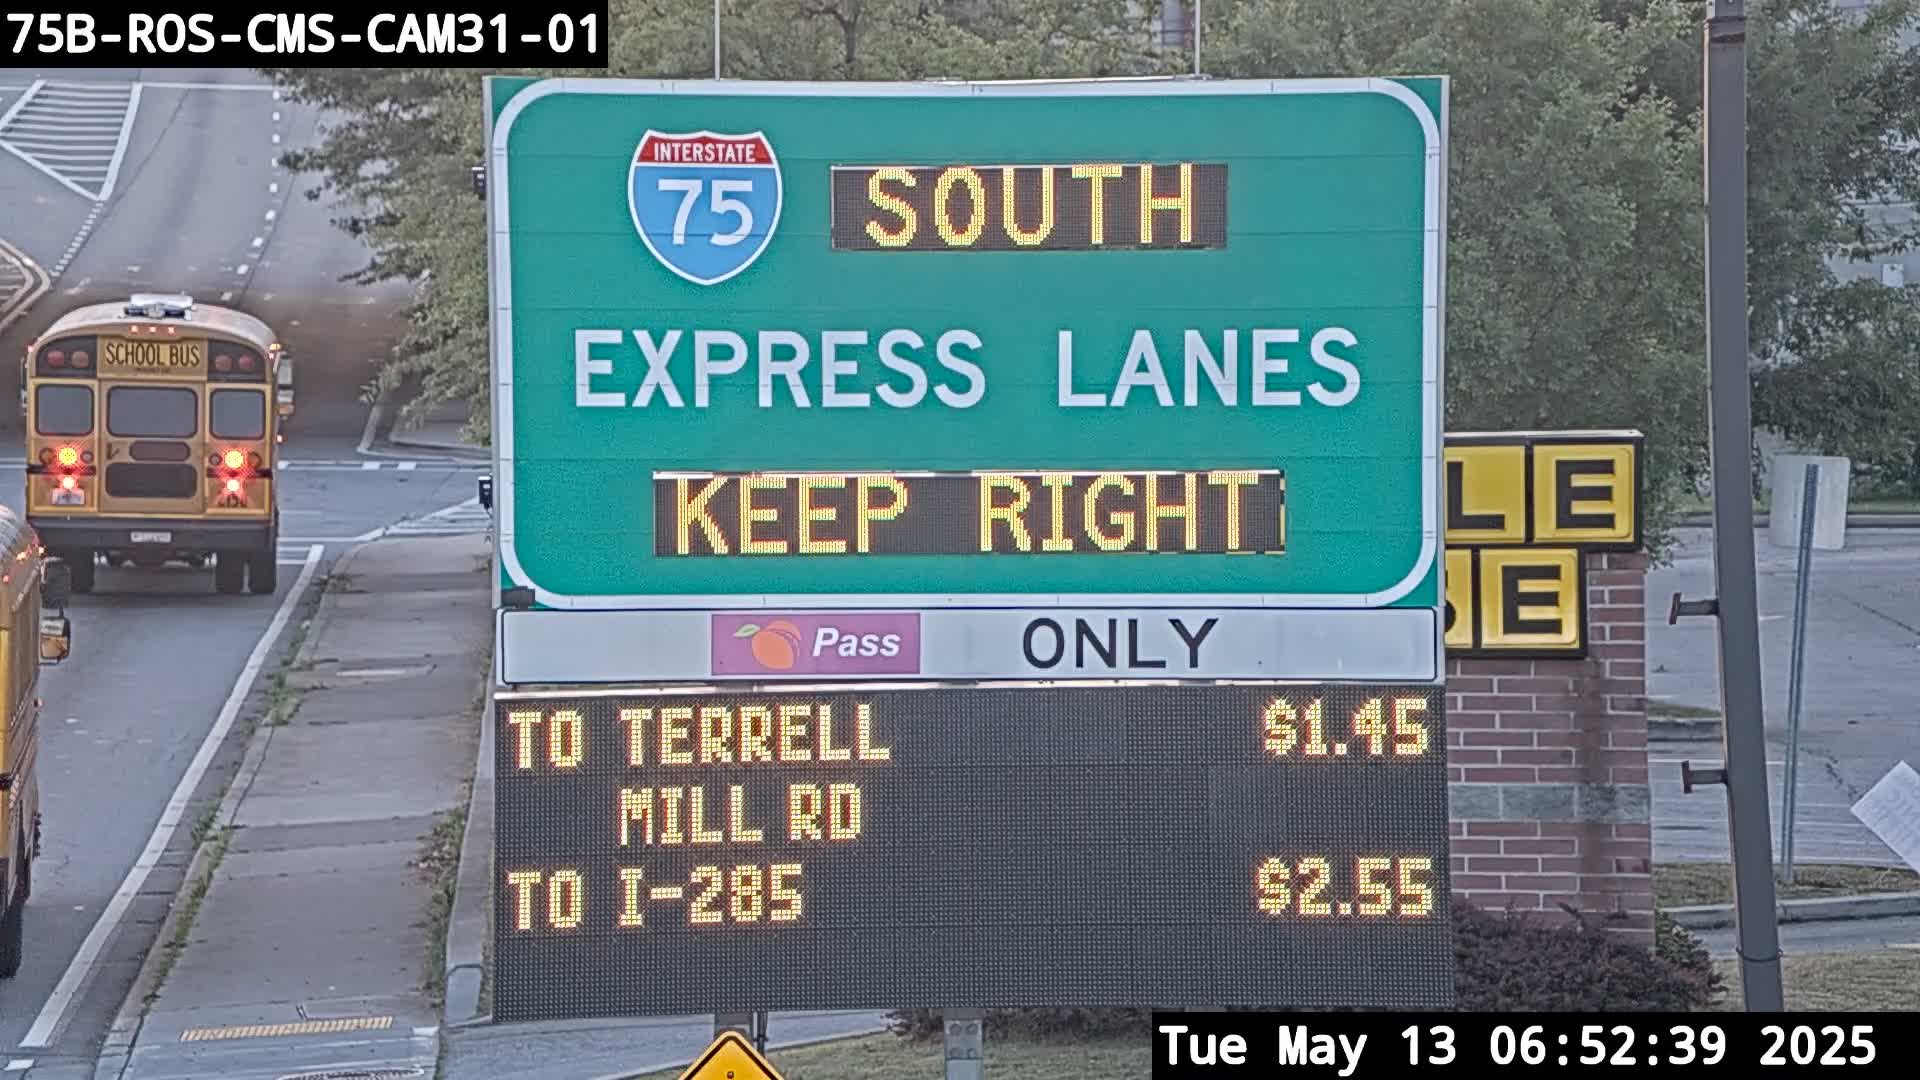 75B-ROS-CMS-CAM31-01
INTERSTATE
75
SOUTH
EXPRESS LANES
KEEP RIGHT
Pass ONLY
TO TERRELL $1.45
MILL RD
TO I-285 $2.55
SCHOOL BUS
LE
E
Tue May 13 06:52:39 2025